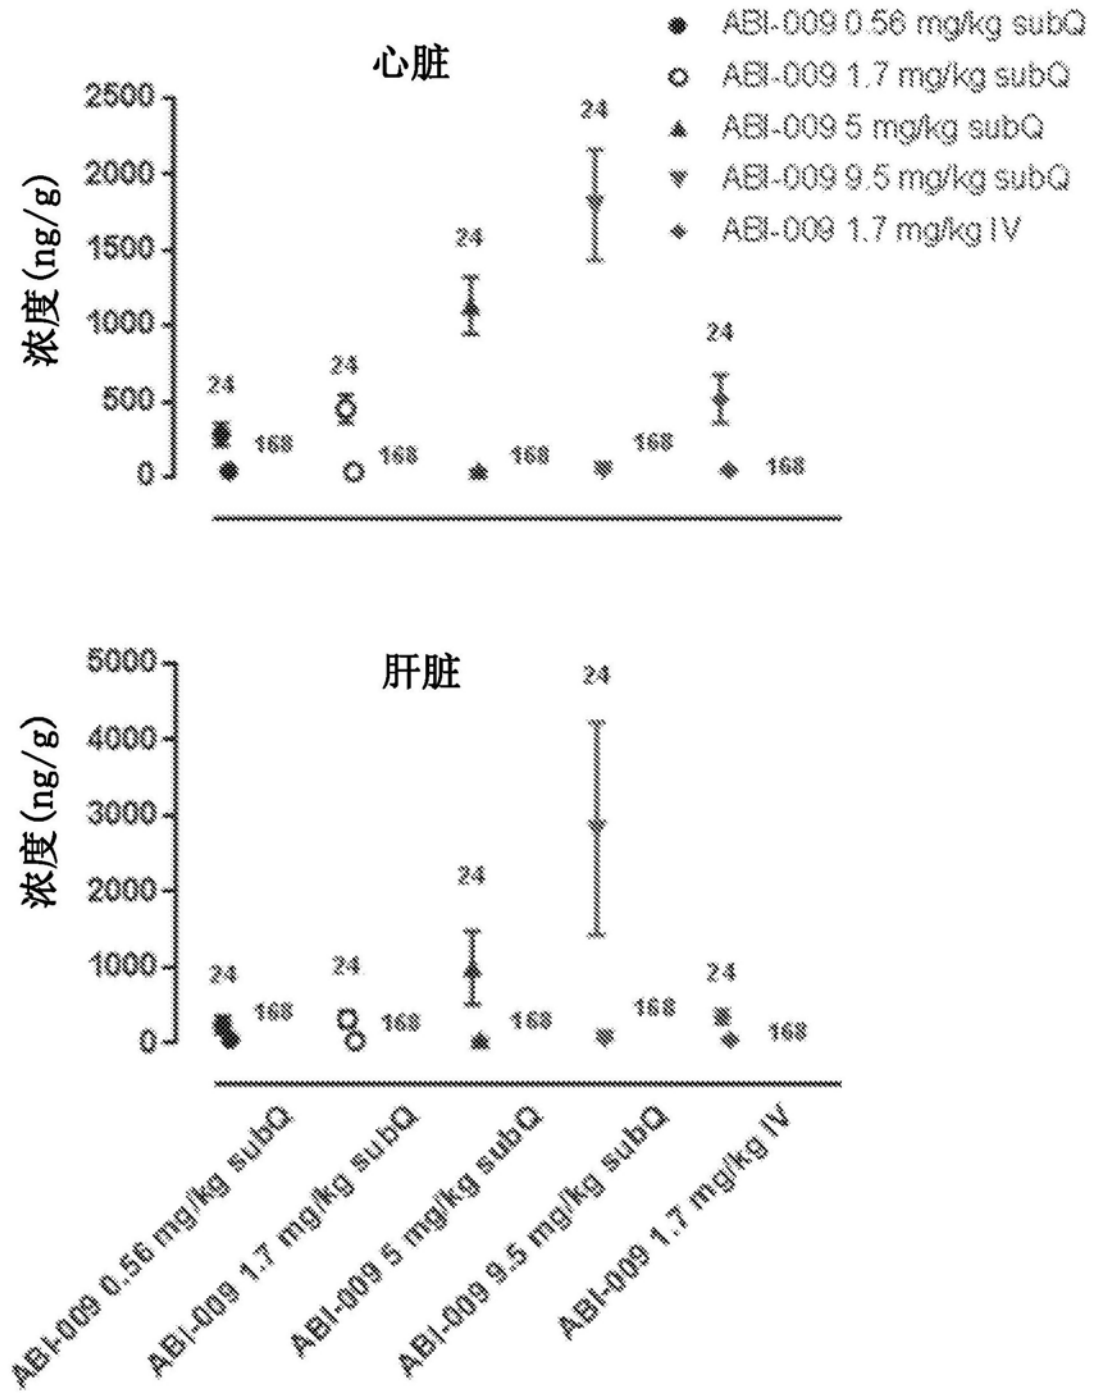 心脏
ABI-009 0.56 mg/kg subQ
ABI-009 1.7 mg/kg subQ
ABI-009 5 mg/kg subQ
ABI-009 9.5 mg/kg subQ
ABI-009 1.7 mg/kg IV
浓度(ng/g)
2500
2000
1500
1000
500
0
24
168
24
168
24
168
24
168
24
168
肝脏
浓度(ng/g)
5000
4000
3000
2000
1000
0
24
168
24
168
24
168
24
168
24
168
ABI-009 0.56 mg/kg subQ
ABI-009 1.7 mg/kg subQ
ABI-009 5 mg/kg subQ
ABI-009 9.5 mg/kg subQ
ABI-009 1.7 mg/kg IV